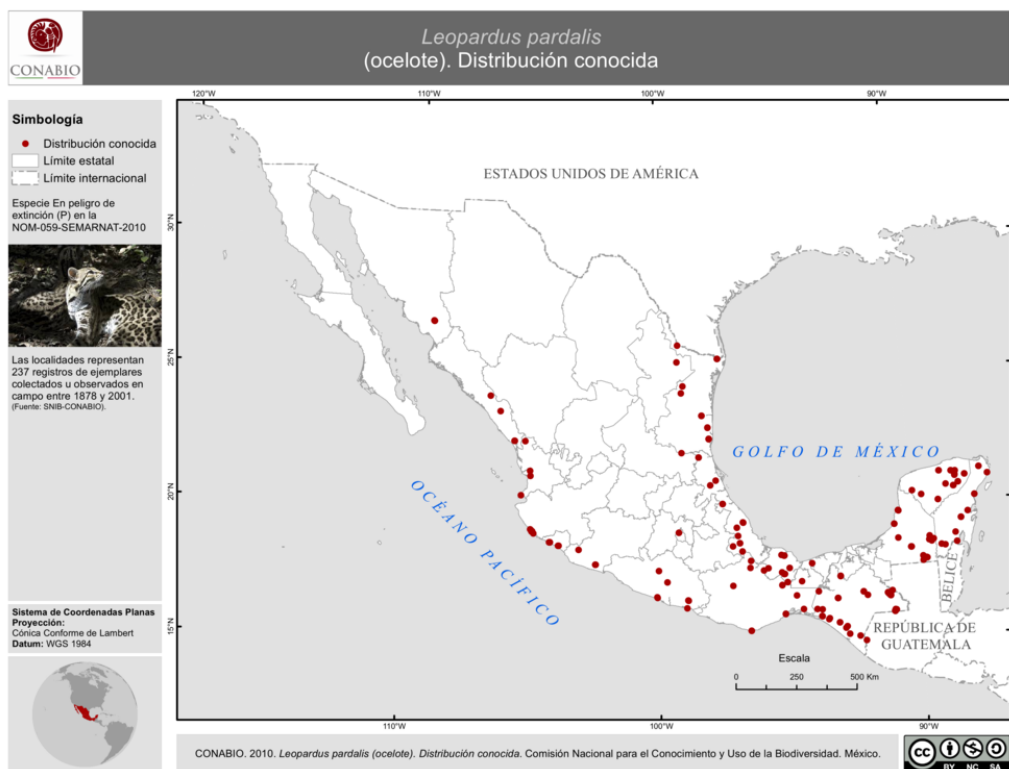 CONABIO
Leopardus pardalis
(ocelote). Distribución conocida
120°W
110°W
100°W
90°W
Simbología
Distribución conocida
Límite estatal
Límite internacional
Especie En peligro de
extinción (P) en la
NOM-059-SEMARNAT-2010
Las localidades representan
237 registros de ejemplares
colectados u observados en
campo entre 1878 y 2001.
(Fuente: SNIB-CONABIO).
Sistema de Coordenadas Planas
Proyección:
Cónica Conforme de Lambert
Datum: WGS 1984
30°N
25°N
20°N
15°N
ESTADOS UNIDOS DE AMÉRICA
GOLFO DE MÉXICO
OCÉANO PACÍFICO
BELICE
REPÚBLICA DE
GUATEMALA
30°N
25°N
20°N
15°N
Escala
0 250 500 Km
110°W
100°W
90°W
CONABIO. 2010. Leopardus pardalis (ocelote). Distribución conocida. Comisión Nacional para el Conocimiento y Uso de la Biodiversidad. México.
cc
BY NC SA